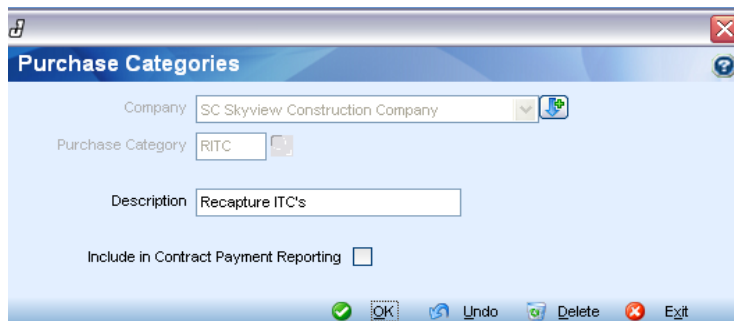 Purchase Categories
Company SC Skyview Construction Company
Purchase Category RITC
Description Recapture ITC's
Include in Contract Payment Reporting
OK Undo Delete Exit